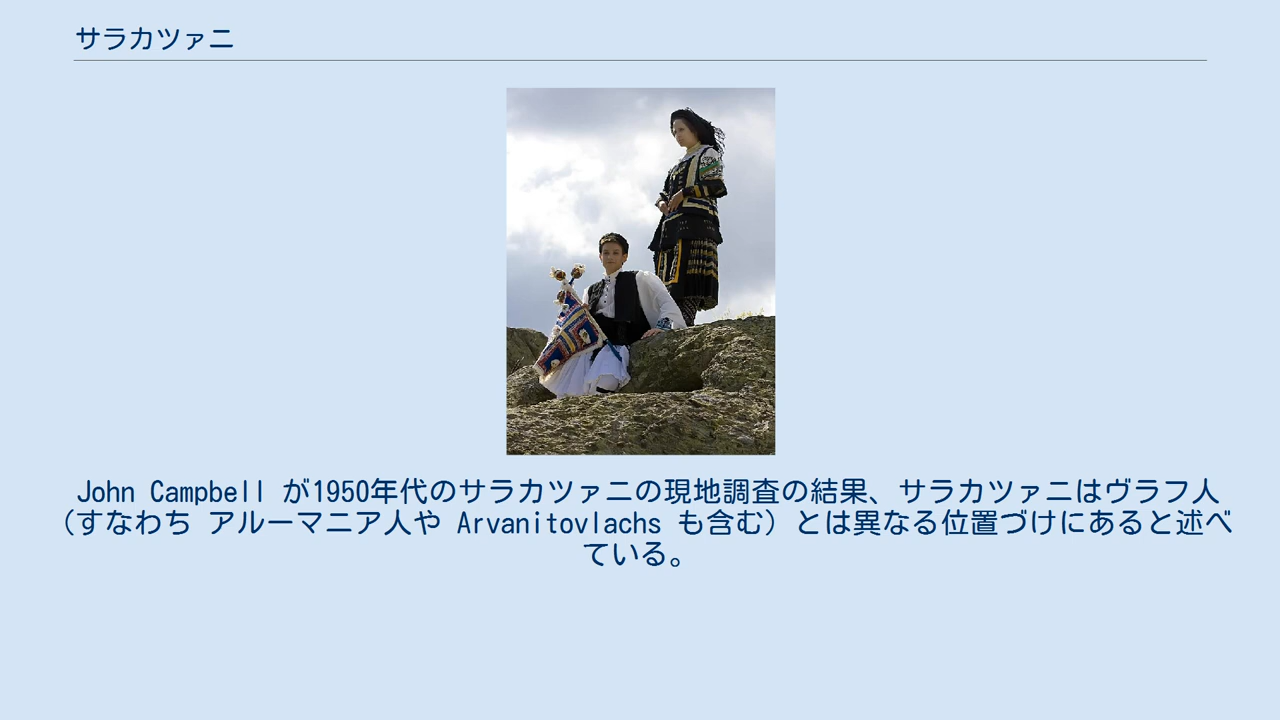 サラカツァニ
John Campbell が1950年代のサラカツァニの現地調査の結果、サラカツァニはヴラフ人
（すなわち アルーマニア人や Arvanitovlachs も含む）とは異なる位置づけにあると述べ
ている。